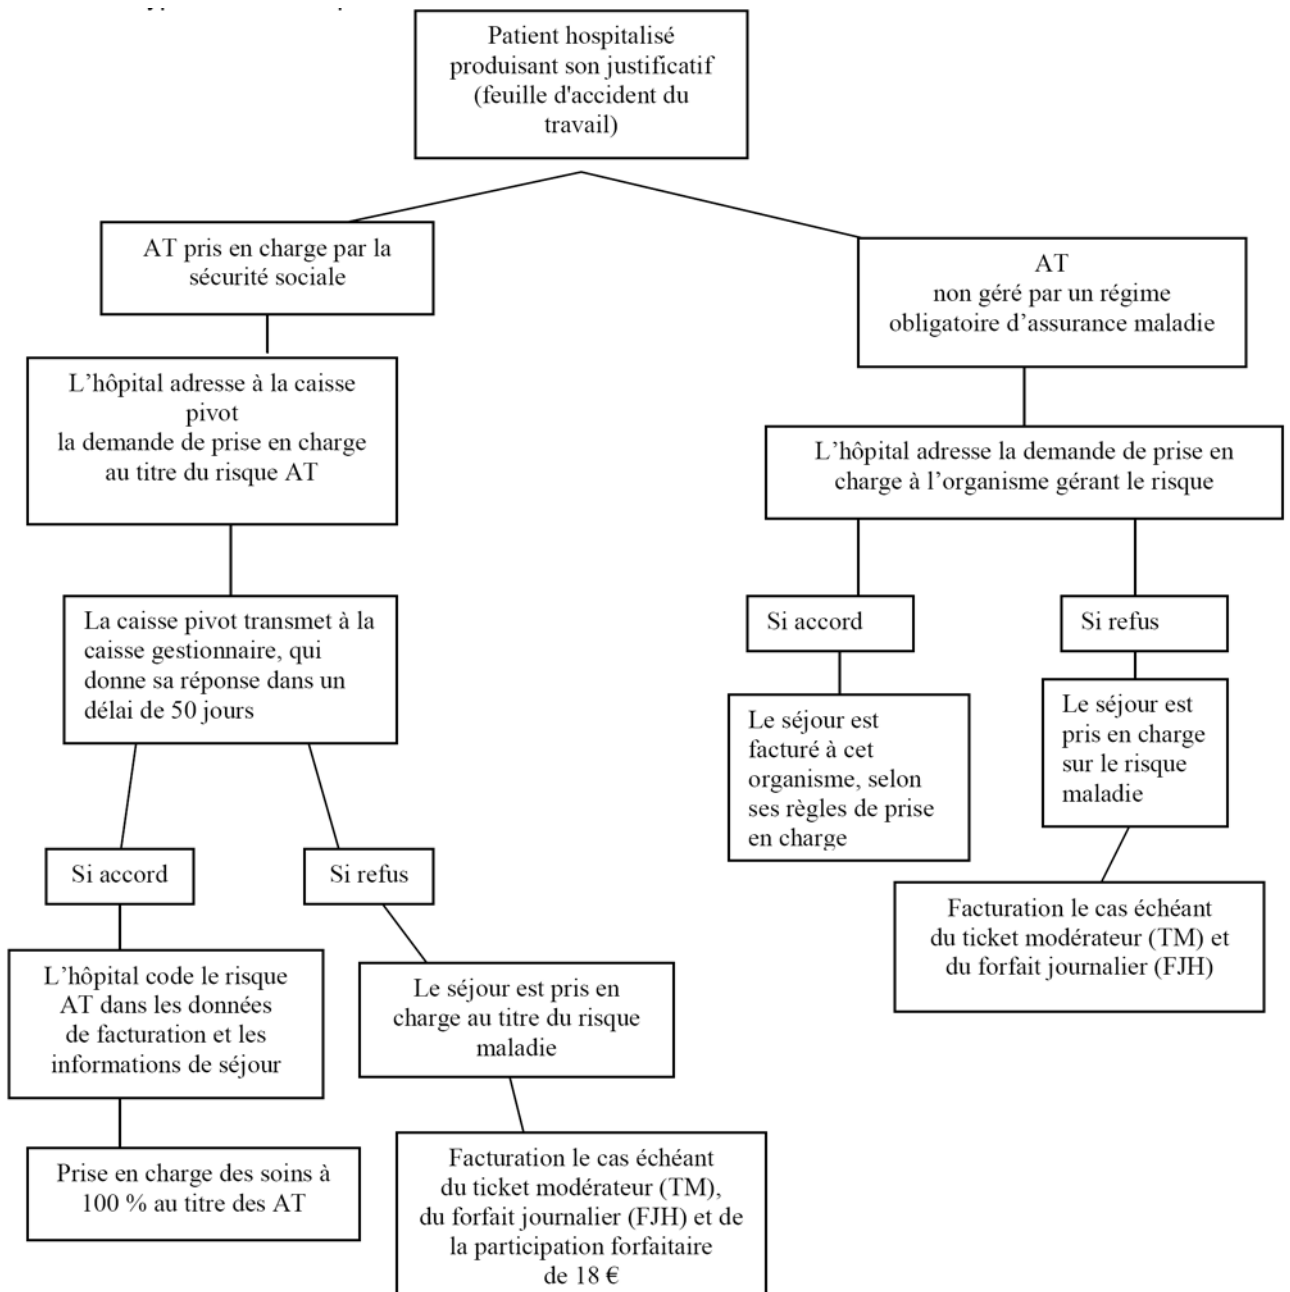 Patient hospitalisé
produisant son justificatif
(feuille d'accident du
travail)
AT pris en charge par la
sécurité sociale
AT
non géré par un régime
obligatoire d’assurance maladie
L’hôpital adresse à la caisse
pivot
la demande de prise en charge
au titre du risque AT
L’hôpital adresse la demande de prise en
charge à l’organisme gérant le risque
La caisse pivot transmet à la
caisse gestionnaire, qui
donne sa réponse dans un
délai de 50 jours
Si accord
Si refus
Le séjour est
facturé à cet
organisme, selon
ses règles de prise
en charge
Le séjour est
pris en charge
sur le risque
maladie
Si accord
Si refus
Facturation le cas échéant
du ticket modérateur (TM) et
du forfait journalier (FJH)
L’hôpital code le risque
AT dans les données
de facturation et les
informations de séjour
Le séjour est pris en
charge au titre du risque
maladie
Prise en charge des soins à
100 % au titre des AT
Facturation le cas échéant
du ticket modérateur (TM),
du forfait journalier (FJH) et de
la participation forfaitaire
de 18 €